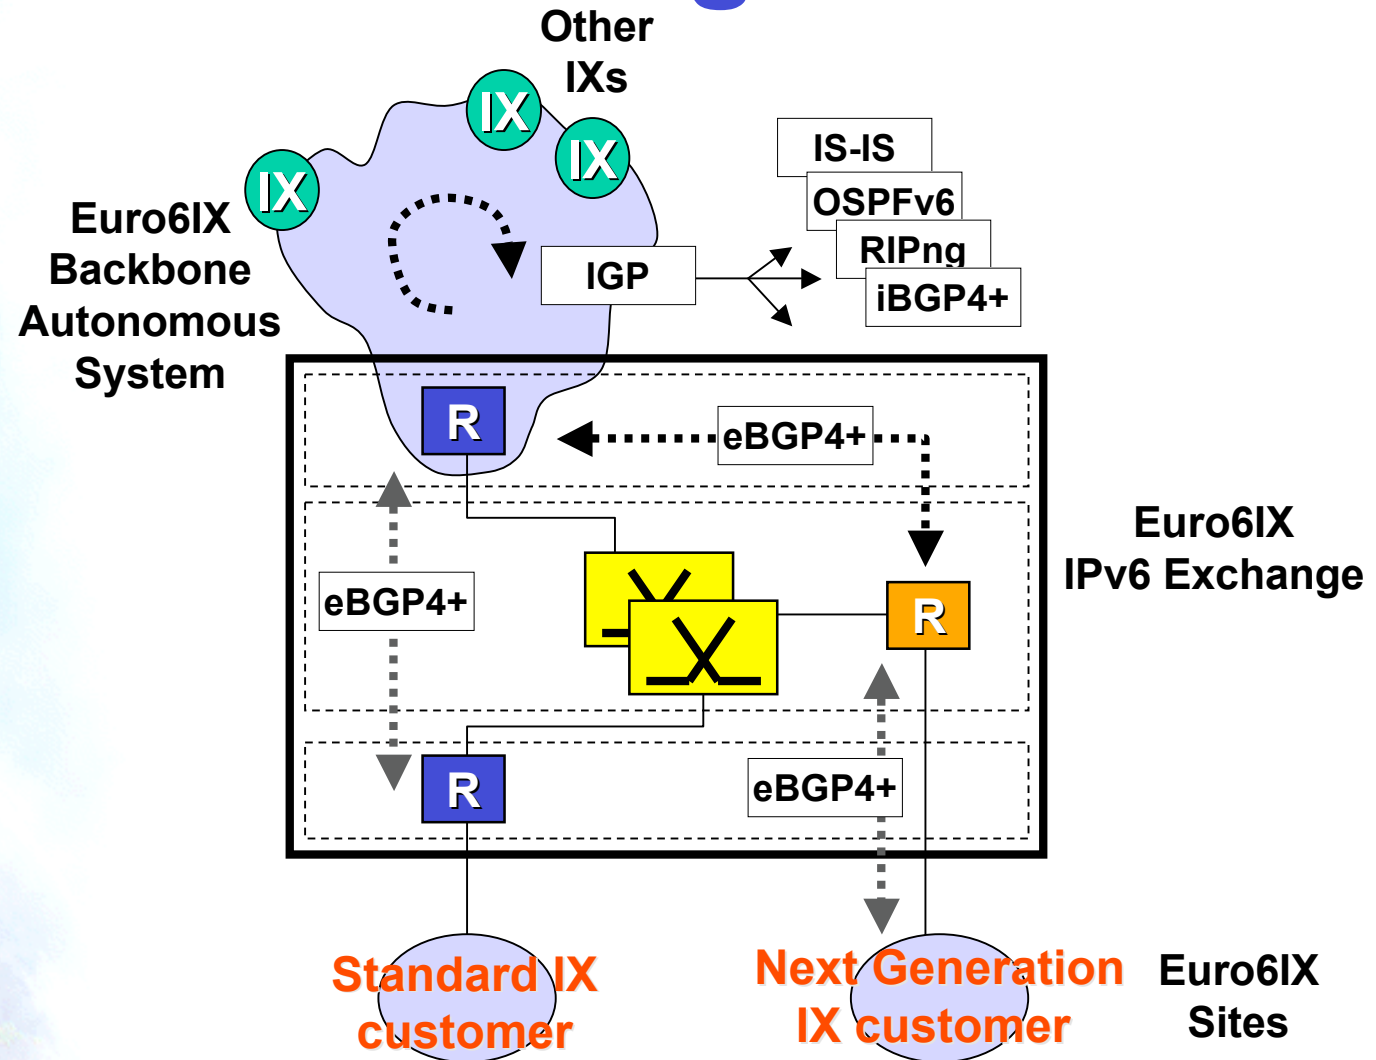 Other
IXs
IX
IX
IX
IS-IS
OSPFv6
RIPng
iBGP4+
Euro6IX
Backbone
Autonomous
System
IGP
R
eBGP4+
Euro6IX
IPv6 Exchange
eBGP4+
R
R
eBGP4+
Standard IX
customer
Next Generation
IX customer
Euro6IX
Sites